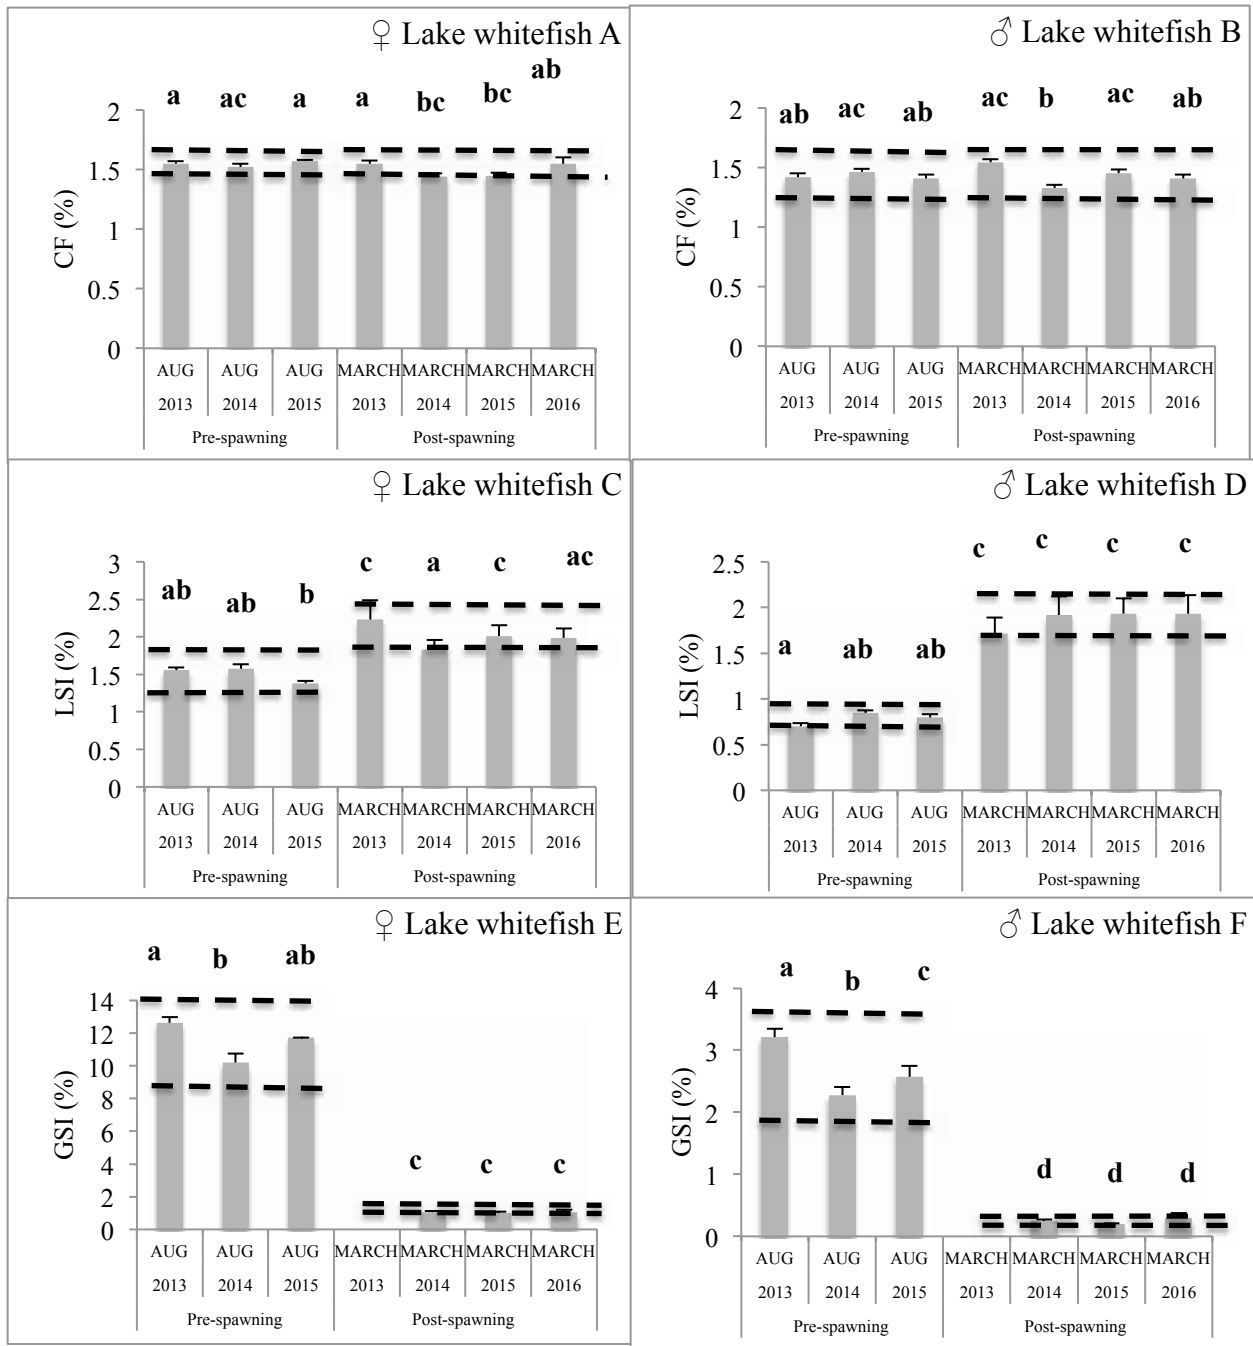 ♀ Lake whitefish A
a ac a a bc bc ab
CF (%)
2
1.5
1
0.5
0
AUG AUG AUG MARCH MARCH MARCH MARCH
2013 2014 2015 2013 2014 2015 2016
Pre-spawning Post-spawning
♂ Lake whitefish B
ab ac ab ac b ac ab
CF (%)
2
1.5
1
0.5
0
AUG AUG AUG MARCH MARCH MARCH MARCH
2013 2014 2015 2013 2014 2015 2016
Pre-spawning Post-spawning
♀ Lake whitefish C
ab ab b c a c ac
LSI (%)
3
2.5
2
1.5
1
0.5
0
AUG AUG AUG MARCH MARCH MARCH MARCH
2013 2014 2015 2013 2014 2015 2016
Pre-spawning Post-spawning
♂ Lake whitefish D
a ab ab c c c c
LSI (%)
2.5
2
1.5
1
0.5
0
AUG AUG AUG MARCH MARCH MARCH MARCH
2013 2014 2015 2013 2014 2015 2016
Pre-spawning Post-spawning
♀ Lake whitefish E
a b ab c c c
GSI (%)
14
12
10
8
6
4
2
0
AUG AUG AUG MARCH MARCH MARCH MARCH
2013 2014 2015 2013 2014 2015 2016
Pre-spawning Post-spawning
♂ Lake whitefish F
a b c d d d
GSI (%)
4
3
2
1
0
AUG AUG AUG MARCH MARCH MARCH MARCH
2013 2014 2015 2013 2014 2015 2016
Pre-spawning Post-spawning